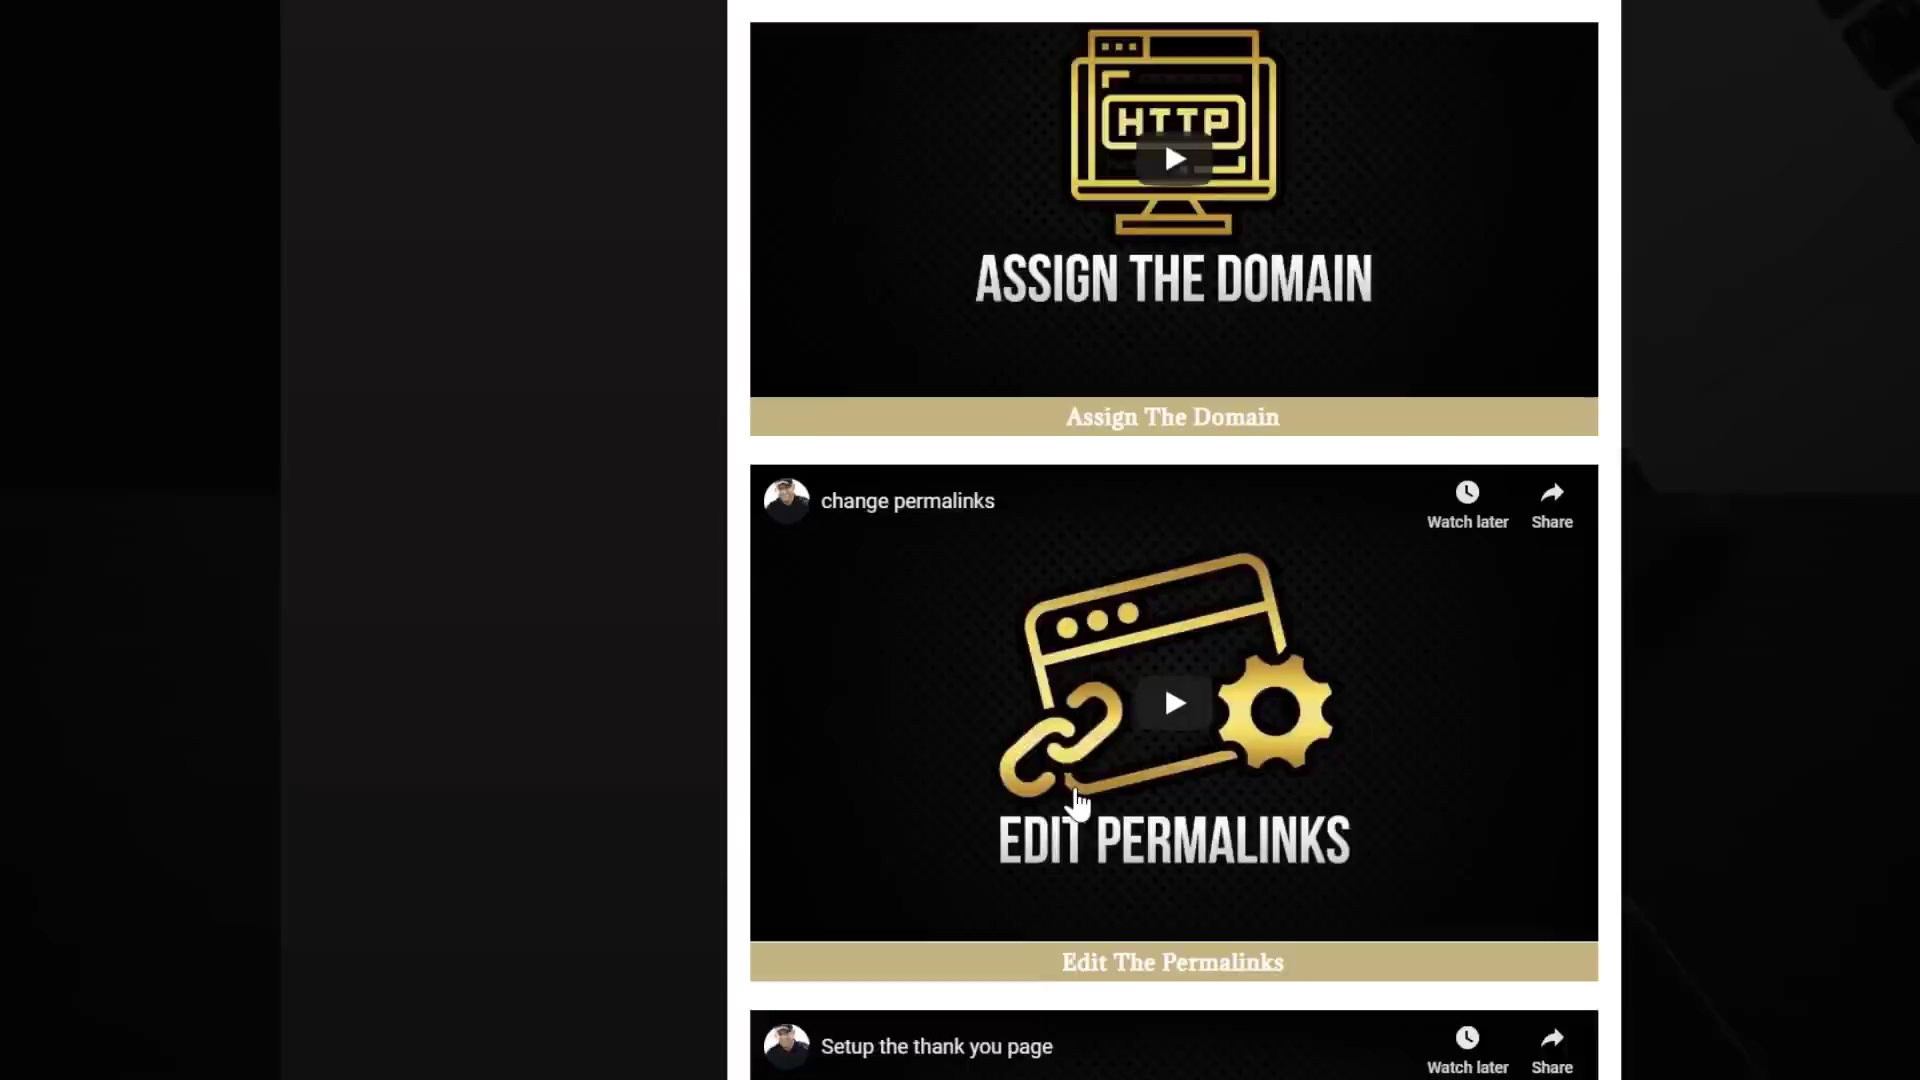 HTTP
ASSIGN THE DOMAIN
Assign The Domain
change permalinks
Watch later
Share
EDIT PERMALINKS
Edit The Permalinks
Setup the thank you page
Watch later
Share